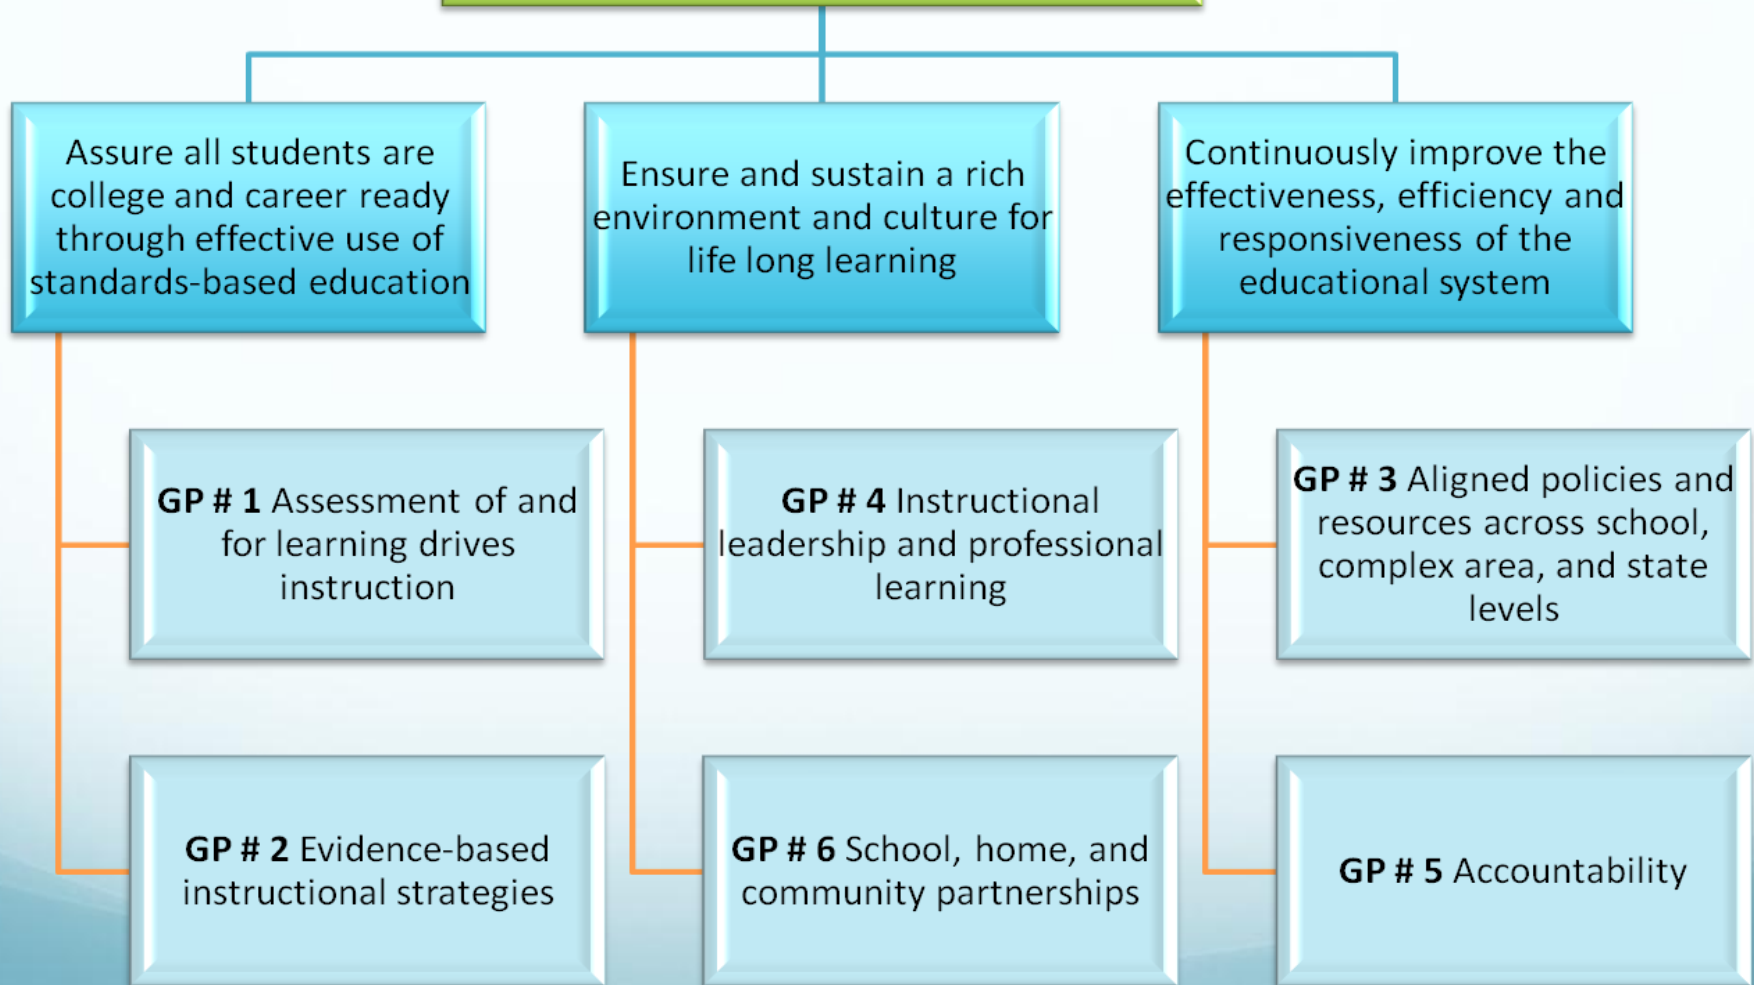 Assure all students are
college and career ready
through effective use of
standards-based education
Ensure and sustain a rich
environment and culture for
life long learning
Continuously improve the
effectiveness, efficiency and
responsiveness of the
educational system
GP # 1 Assessment of and
for learning drives
instruction
GP # 4 Instructional
leadership and professional
learning
GP # 3 Aligned policies and
resources across school,
complex area, and state
levels
GP # 2 Evidence-based
instructional strategies
GP # 6 School, home, and
community partnerships
GP # 5 Accountability